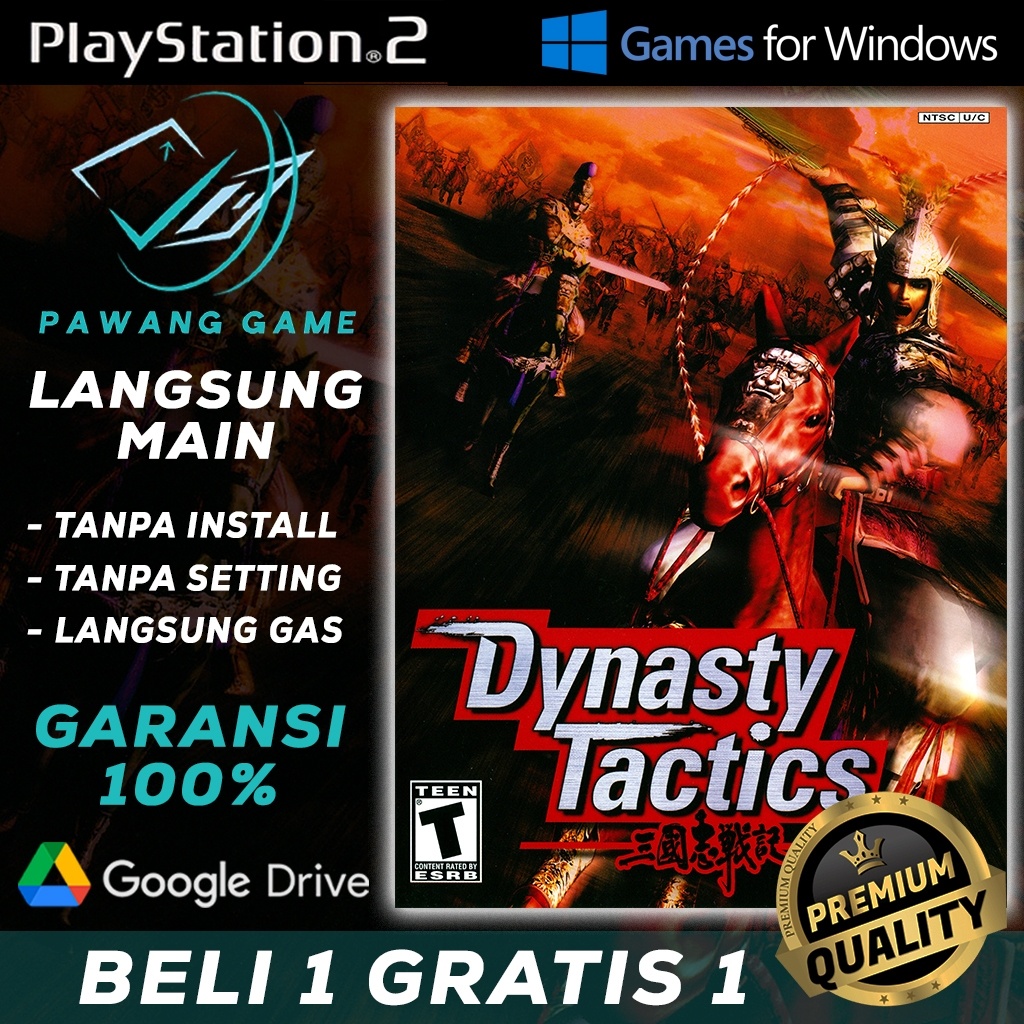 PlayStation®2
Games for Windows
NTSC U/C
PAWANG GAME
LANGSUNG
MAIN
- TANPA INSTALL
- TANPA SETTING
- LANGSUNG GAS
GARANSI
100%
Google Drive
Dynasty
Tactics
三國志戦記
TEEN
T
®
CONTENT RATED BY
ESRB
PREMIUM QUALITY
PREMIUM
QUALITY
BELI 1 GRATIS 1